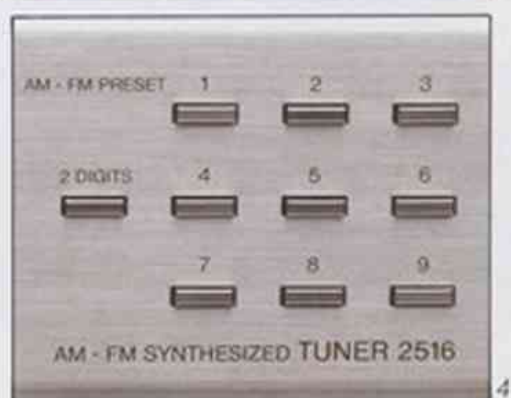 AM - FM PRESET 1 2 3
2 DIGITS 4 5 6
7 8 9
AM - FM SYNTHESIZED TUNER 2516
4